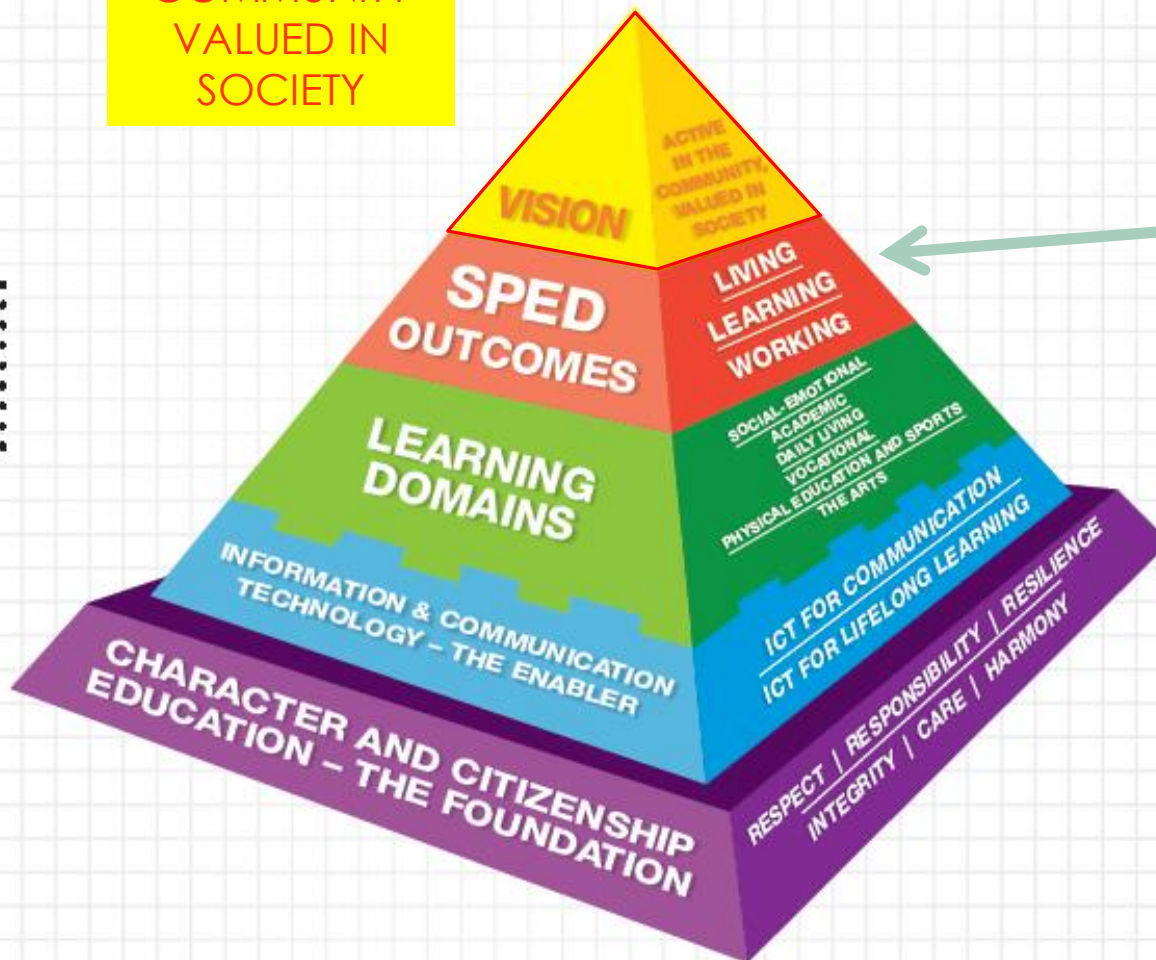 COMMUNITY
VALUED IN
SOCIETY
VISION
ACTIVE
IN THE
COMMUNITY,
VALUED IN
SOCIETY
SPED
OUTCOMES
LIVING
LEARNING
WORKING
LEARNING
DOMAINS
SOCIAL-EMOTIONAL
ACADEMIC
DAILY LIVING
VOCATIONAL
PHYSICAL EDUCATION AND SPORTS
THE ARTS
INFORMATION & COMMUNICATION
TECHNOLOGY – THE ENABLER
ICT FOR COMMUNICATION
ICT FOR LIFELONG LEARNING
CHARACTER AND CITIZENSHIP
EDUCATION – THE FOUNDATION
RESPECT | RESPONSIBILITY | RESILIENCE
INTEGRITY | CARE | HARMONY